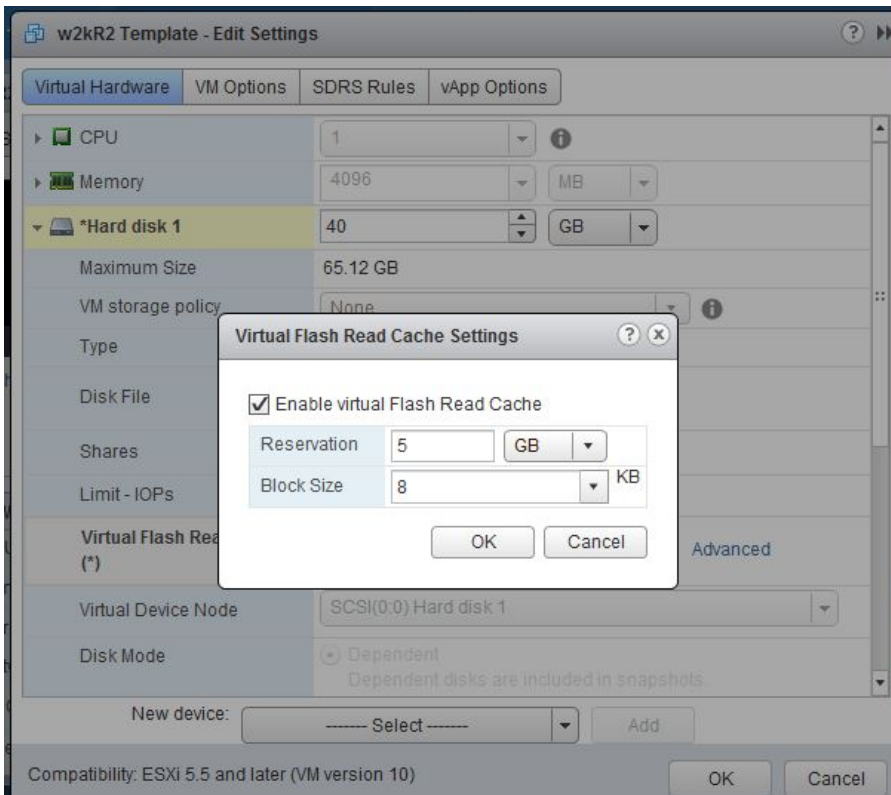 w2kR2 Template - Edit Settings
Virtual Hardware VM Options SDRS Rules vApp Options
CPU 1
Memory 4096 MB
*Hard disk 1 40 GB
Maximum Size 65.12 GB
VM storage policy None
Type
Disk File
Shares
Limit - IOPs
Virtual Flash Rea
(*) Advanced
Virtual Flash Read Cache Settings
Enable virtual Flash Read Cache
Reservation 5 GB
Block Size 8 KB
OK Cancel
Virtual Device Node SCSI(0:0) Hard disk 1
Disk Mode Dependent
Dependent disks are included in snapshots.
New device: ------- Select ------- Add
Compatibility: ESXi 5.5 and later (VM version 10) OK Cancel